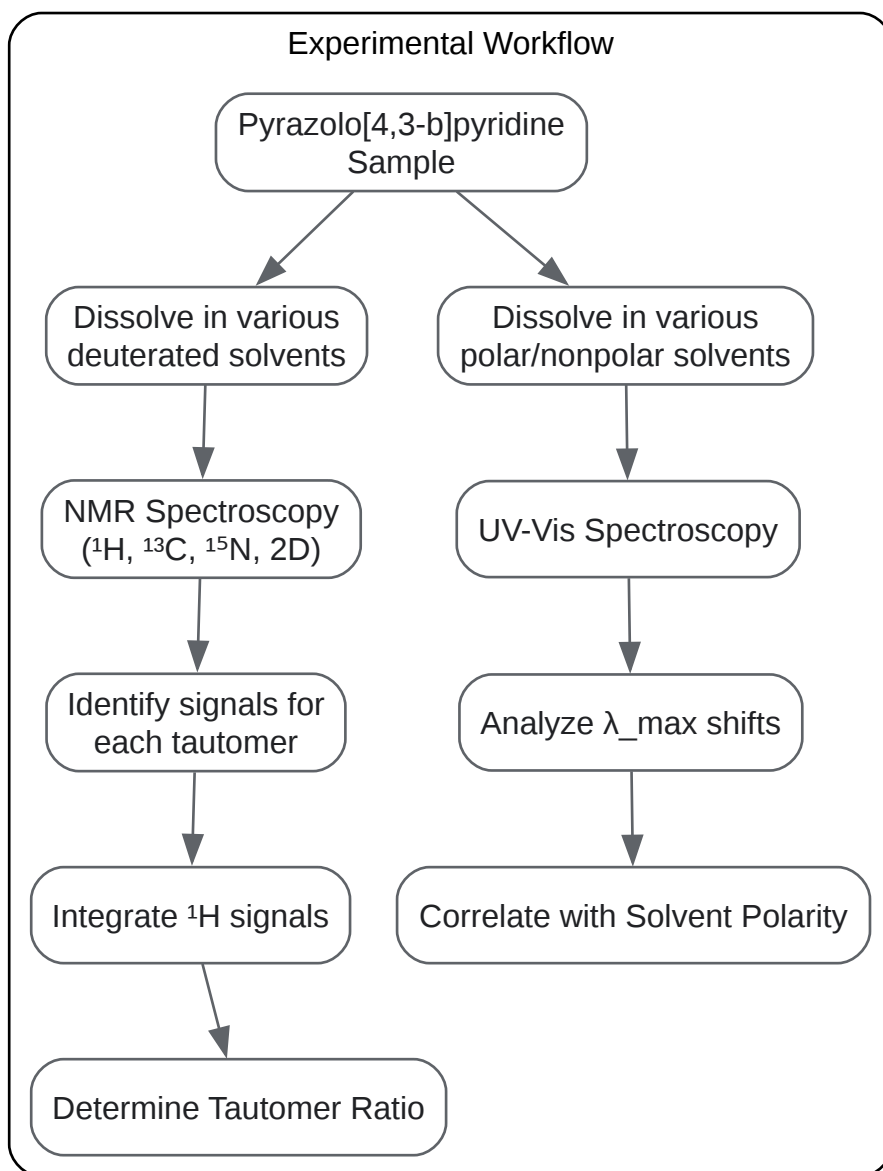 Experimental Workflow
Pyrazolo[4,3-b]pyridine
Sample
Dissolve in various
deuterated solvents
Dissolve in various
polar/nonpolar solvents
NMR Spectroscopy
(¹H, ¹³C, ¹⁵N, 2D)
UV-Vis Spectroscopy
Identify signals for
each tautomer
Analyze λ_max shifts
Integrate ¹H signals
Correlate with Solvent Polarity
Determine Tautomer Ratio